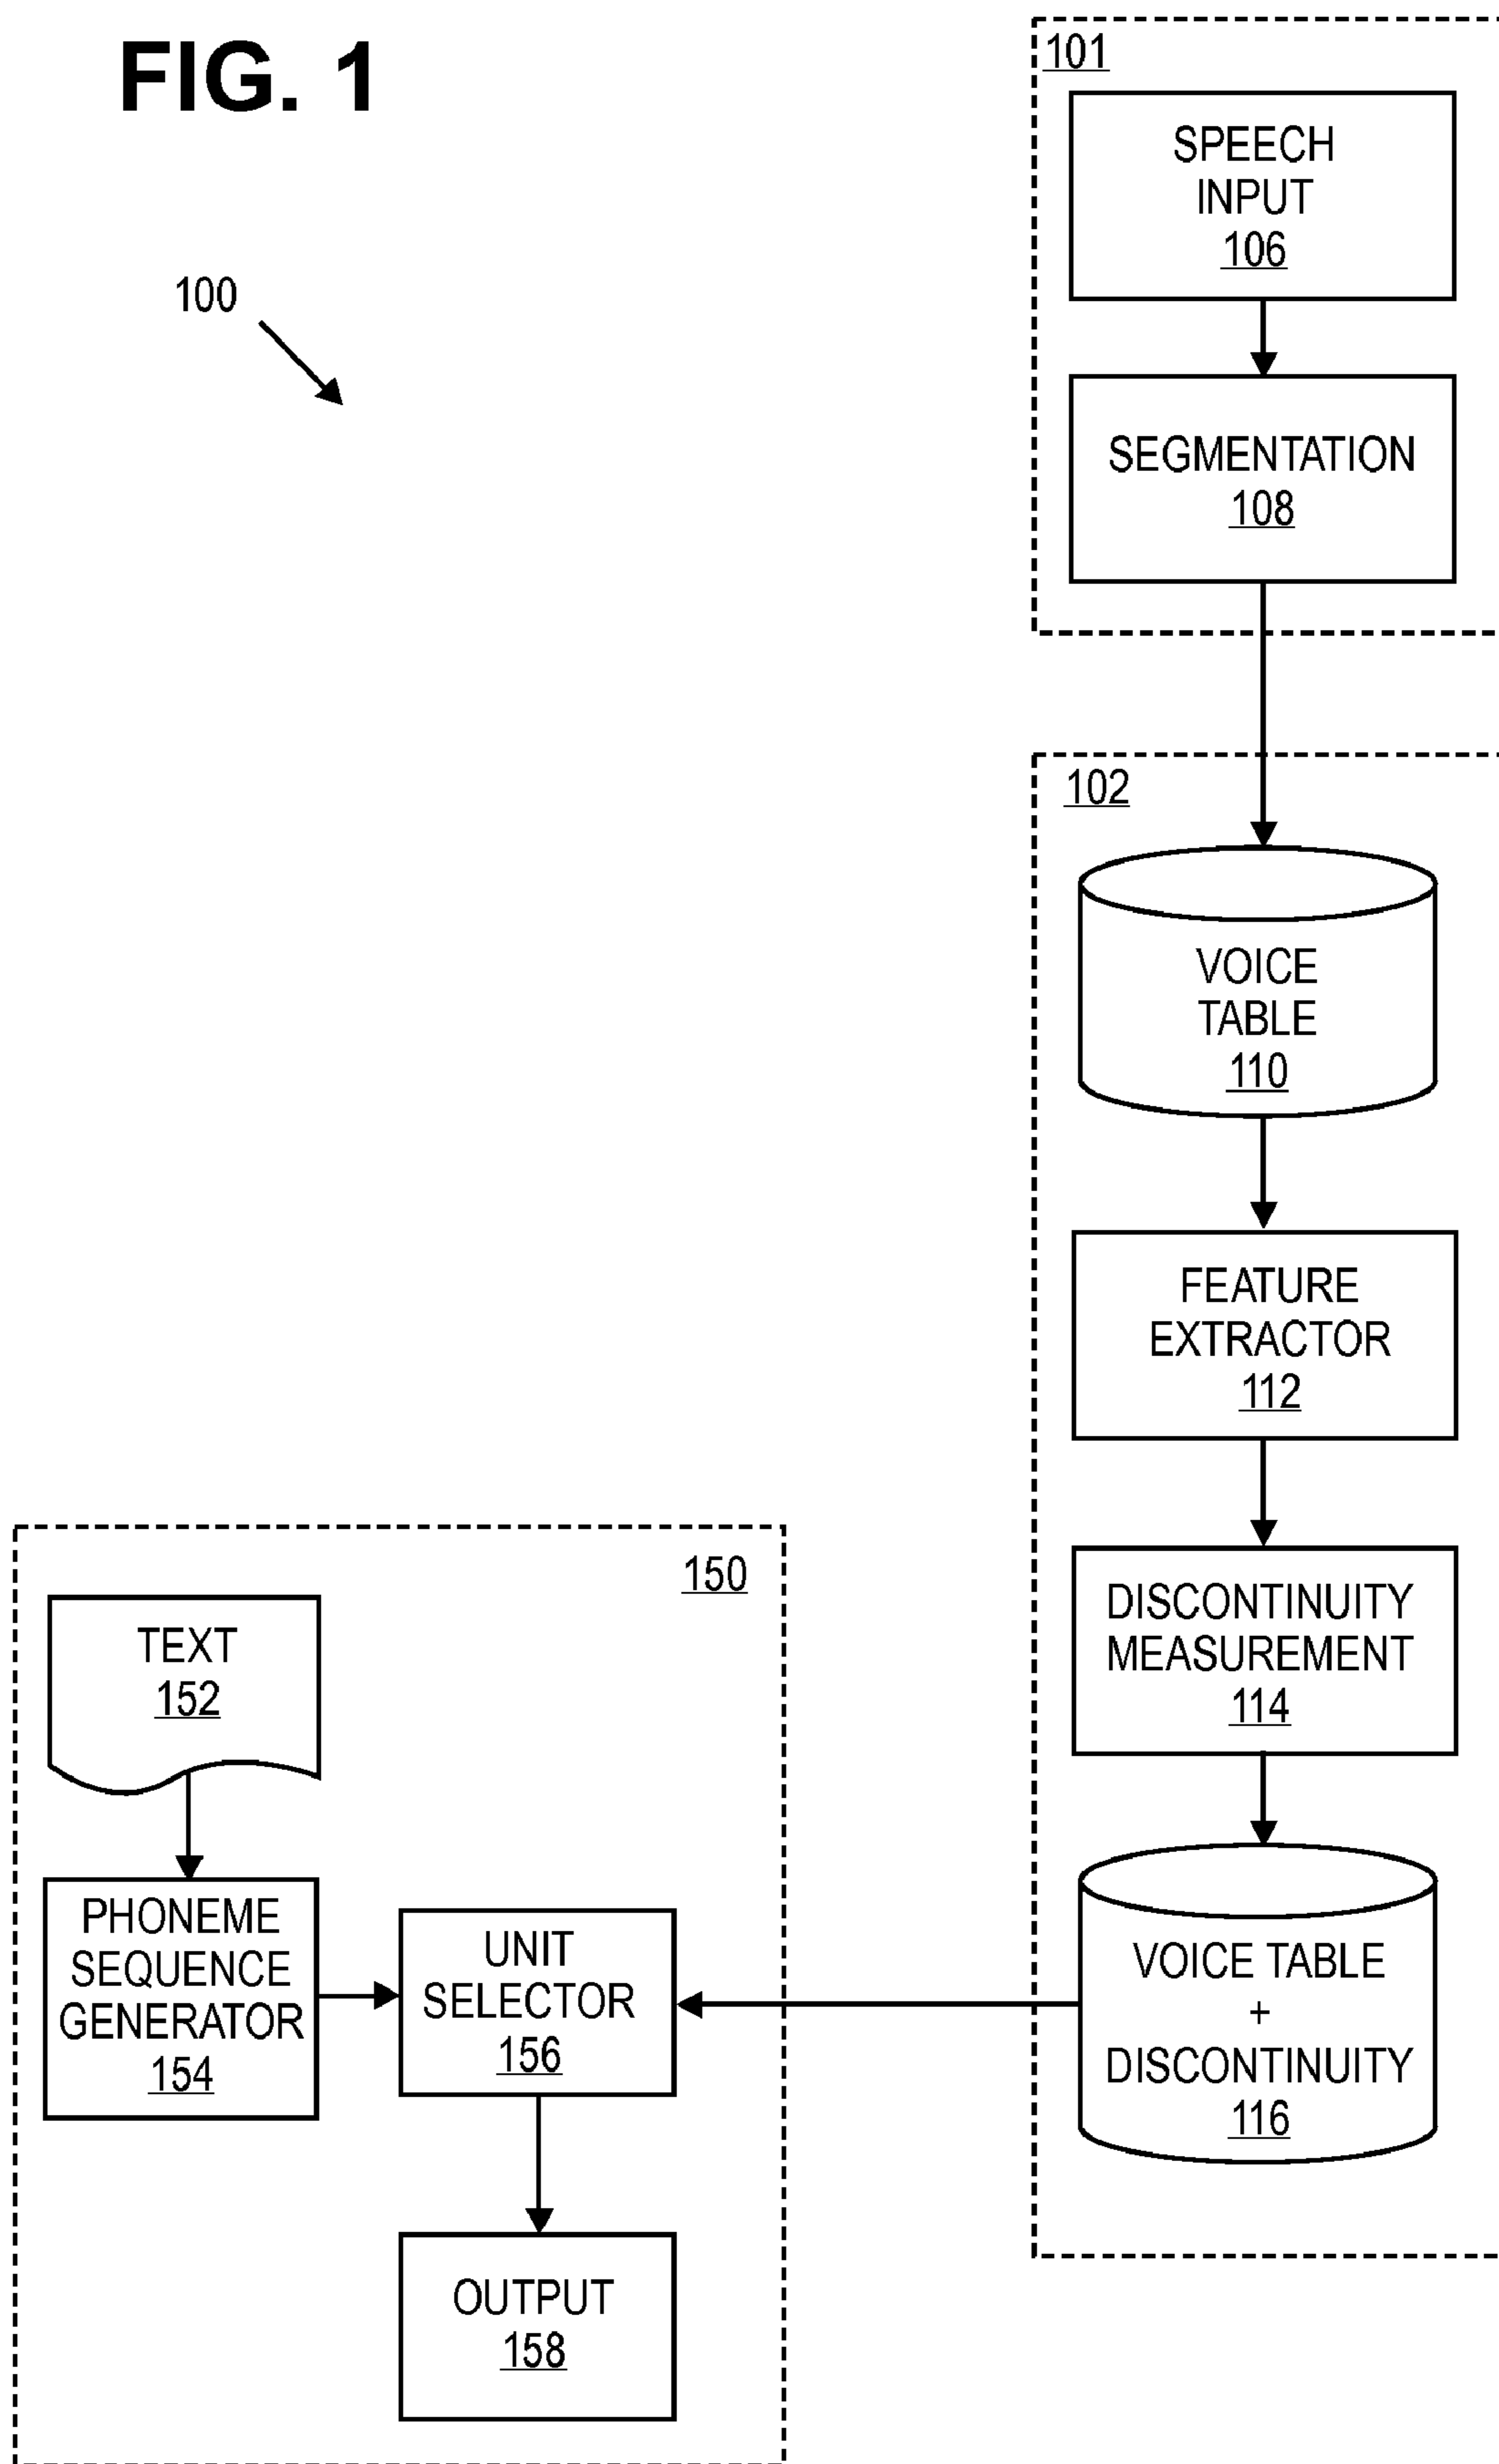 FIG. 1
100
101
SPEECH
INPUT
106
SEGMENTATION
108
102
VOICE
TABLE
110
FEATURE
EXTRACTOR
112
DISCONTINUITY
MEASUREMENT
114
VOICE TABLE
+
DISCONTINUITY
116
150
TEXT
152
PHONEME
SEQUENCE
GENERATOR
154
UNIT
SELECTOR
156
OUTPUT
158